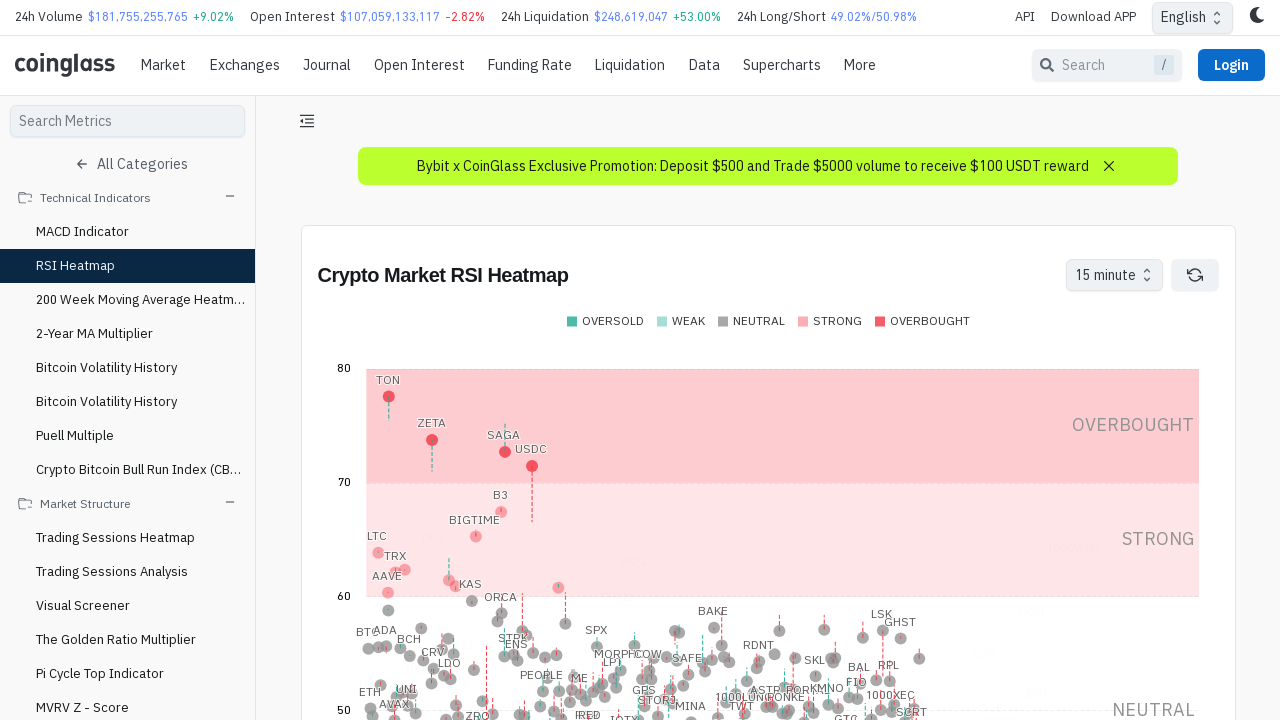 24h Volume $181,755,255,765 +9.02% Open Interest $107,059,133,117 -2.82% 24h Liquidation $248,619,047 +53.00% 24h Long/Short 49.02%/50.98% API Download APP English
coinglass Market Exchanges Journal Open Interest Funding Rate Liquidation Data Supercharts More Search / Login
Search Metrics
All Categories
Technical Indicators
MACD Indicator
RSI Heatmap
200 Week Moving Average Heatm...
2-Year MA Multiplier
Bitcoin Volatility History
Bitcoin Volatility History
Puell Multiple
Crypto Bitcoin Bull Run Index (CB...
Market Structure
Trading Sessions Heatmap
Trading Sessions Analysis
Visual Screener
The Golden Ratio Multiplier
Pi Cycle Top Indicator
MVRV Z - Score
Bybit x CoinGlass Exclusive Promotion: Deposit $500 and Trade $5000 volume to receive $100 USDT reward
Crypto Market RSI Heatmap 15 minute
OVERSOLD WEAK NEUTRAL STRONG OVERBOUGHT
80
TON
ZETA
OVERBOUGHT
SAGA
USDC
70
B3
BIGTIME
LTC
STRONG
TRX
AAVE
KAS
60
ORCA
BAKE
LSK
GHST
SPX
BTC
ADA
BCH
STRK
ENS
RDNT
CRV
MORPHO
COW
SAFE
SKL
LDO
LPT
BAL
RPL
PEOPLE
ME
FIO
ETH
UNI
GPS
ASTR
KMNO
1000XEC
AVAX
STORJ
MINA
1000LUNC
TWT
50
NEUTRAL
ZRO
RED
IOTX
GTC
SCRT